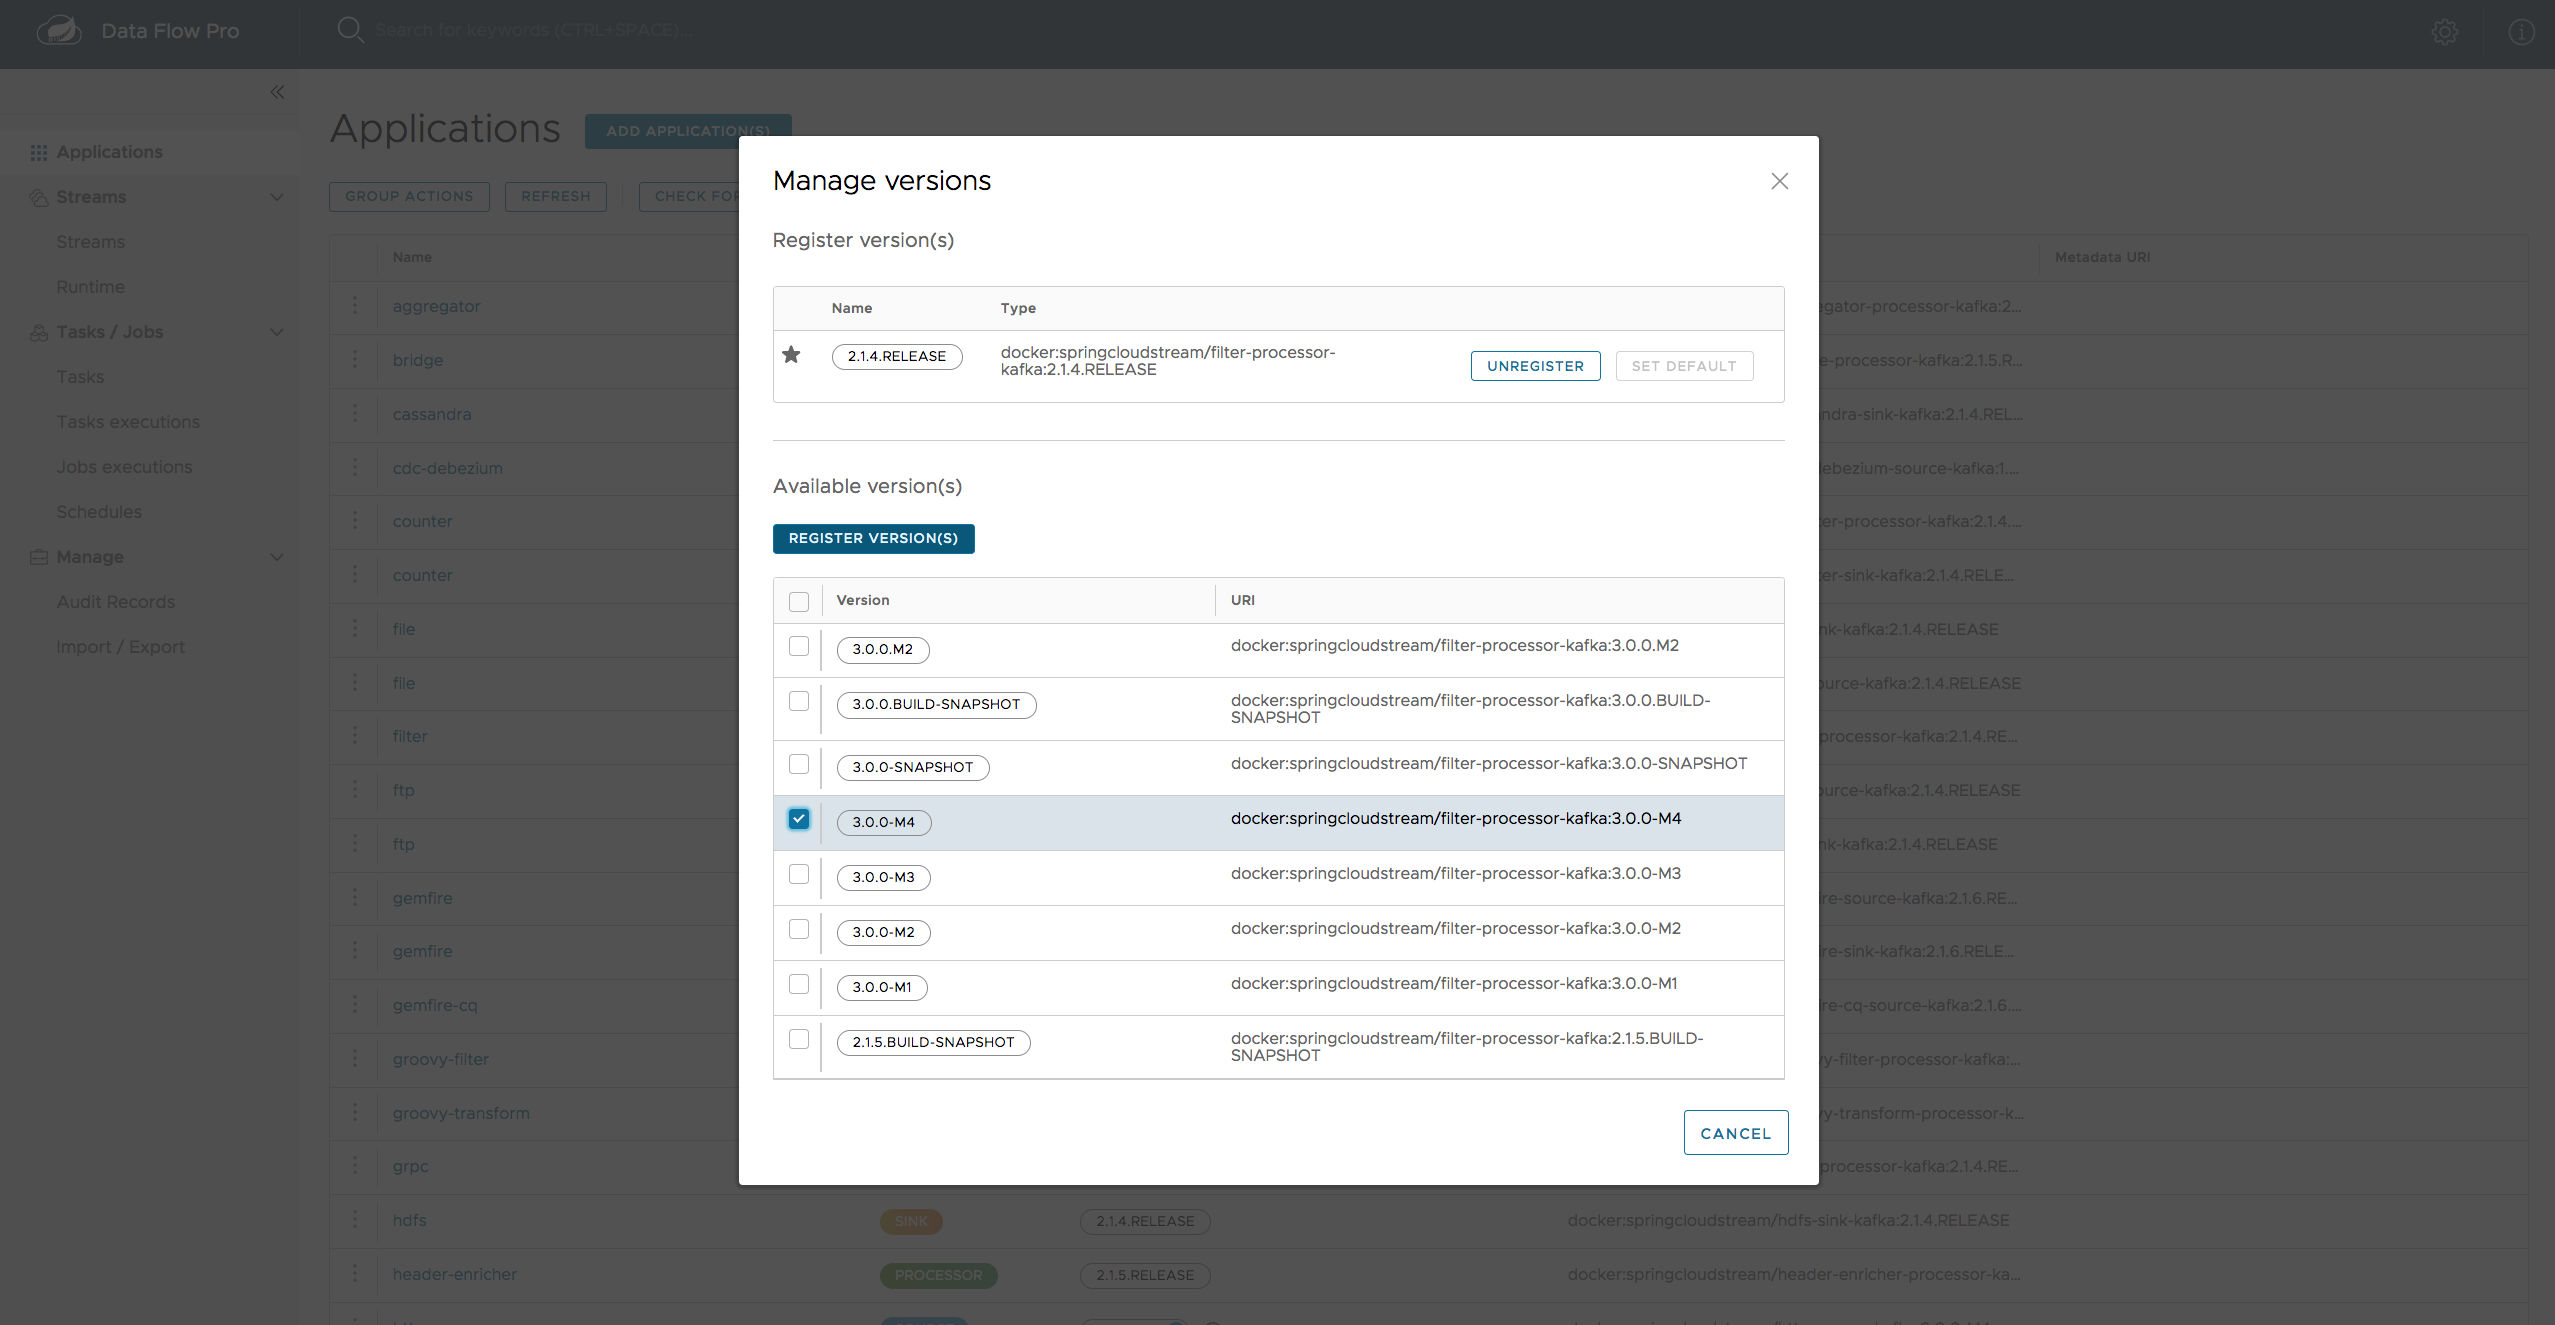 Data Flow Pro
Search for keywords (CTRL+SPACE)...
Applications
Streams
Streams
Runtime
Tasks / Jobs
Tasks
Tasks executions
Jobs executions
Schedules
Manage
Audit Records
Import / Export
Applications
ADD APPLICATION(S)
GROUP ACTIONS
REFRESH
CHECK FOR
Name
Metadata URI
aggregator
egator-processor-kafka:2...
bridge
e-processor-kafka:2.1.5.R...
cassandra
ndra-sink-kafka:2.1.4.REL...
cdc-debezium
debezium-source-kafka:1....
counter
ter-processor-kafka:2.1.4....
counter
ter-sink-kafka:2.1.4.RELE...
file
nk-kafka:2.1.4.RELEASE
file
ource-kafka:2.1.4.RELEASE
filter
processor-kafka:2.1.4.RE...
ftp
ource-kafka:2.1.4.RELEASE
ftp
nk-kafka:2.1.4.RELEASE
gemfire
ire-source-kafka:2.1.6.RE...
gemfire
ire-sink-kafka:2.1.6.RELE...
gemfire-cq
ire-cq-source-kafka:2.1.6....
groovy-filter
vy-filter-processor-kafka:...
groovy-transform
vy-transform-processor-k...
grpc
processor-kafka:2.1.4.RE...
hdfs
SINK
2.1.4.RELEASE
docker:springcloudstream/hdfs-sink-kafka:2.1.4.RELEASE
header-enricher
PROCESSOR
2.1.5.RELEASE
docker:springcloudstream/header-enricher-processor-ka...
Manage versions
Register version(s)
Name
Type
2.1.4.RELEASE
docker:springcloudstream/filter-processor-
kafka:2.1.4.RELEASE
UNREGISTER
SET DEFAULT
Available version(s)
REGISTER VERSION(S)
Version
URI
3.0.0.M2
docker:springcloudstream/filter-processor-kafka:3.0.0.M2
3.0.0.BUILD-SNAPSHOT
docker:springcloudstream/filter-processor-kafka:3.0.0.BUILD-
SNAPSHOT
3.0.0-SNAPSHOT
docker:springcloudstream/filter-processor-kafka:3.0.0-SNAPSHOT
3.0.0-M4
docker:springcloudstream/filter-processor-kafka:3.0.0-M4
3.0.0-M3
docker:springcloudstream/filter-processor-kafka:3.0.0-M3
3.0.0-M2
docker:springcloudstream/filter-processor-kafka:3.0.0-M2
3.0.0-M1
docker:springcloudstream/filter-processor-kafka:3.0.0-M1
2.1.5.BUILD-SNAPSHOT
docker:springcloudstream/filter-processor-kafka:2.1.5.BUILD-
SNAPSHOT
CANCEL